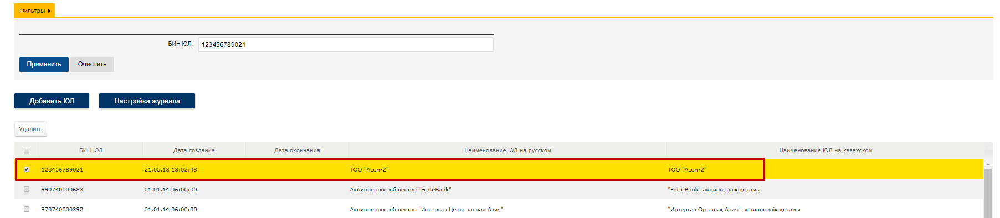 Фильтры
БИН ЮЛ: 123456789021
Применить Очистить
Добавить ЮЛ Настройка журнала
Удалить
БИН ЮЛ Дата создания Дата окончания Наименование ЮЛ на русском Наименование ЮЛ на казахском
123456789021 21.05.18 18:02:48 ТОО "Асем-2" ТОО "Асем-2"
990740000683 01.01.14 06:00:00 Акционерное общество "ForteBank" "ForteBank" акционерлік қоғамы
970740000392 01.01.14 06:00:00 Акционерное общество "Интергаз Центральная Азия" "Интергаз Орталық Азия" акционерлік қоғамы